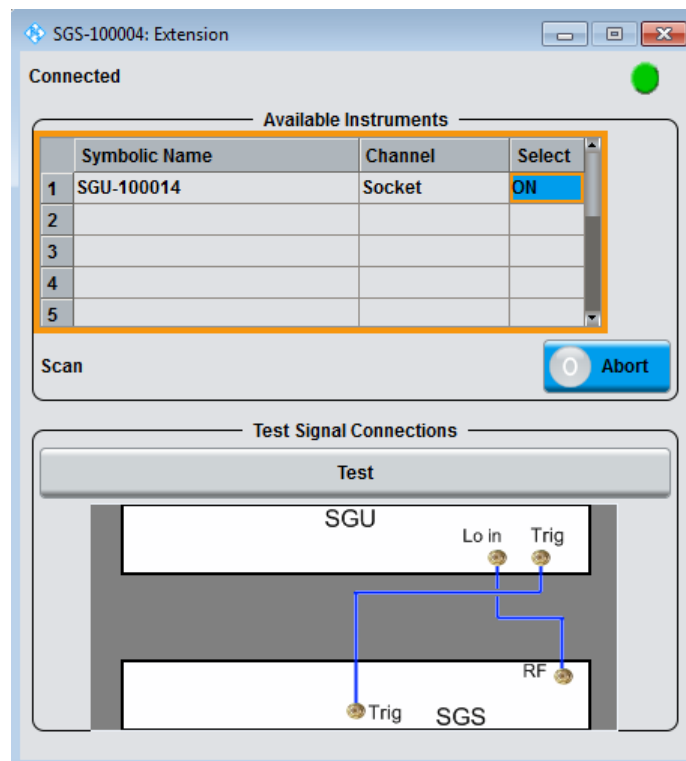 SGS-100004: Extension
Connected
Available Instruments
Symbolic Name Channel Select
1 SGU-100014 Socket ON
2
3
4
5
Scan 0 Abort
Test Signal Connections
Test
SGU
Lo in Trig
RF
Trig SGS